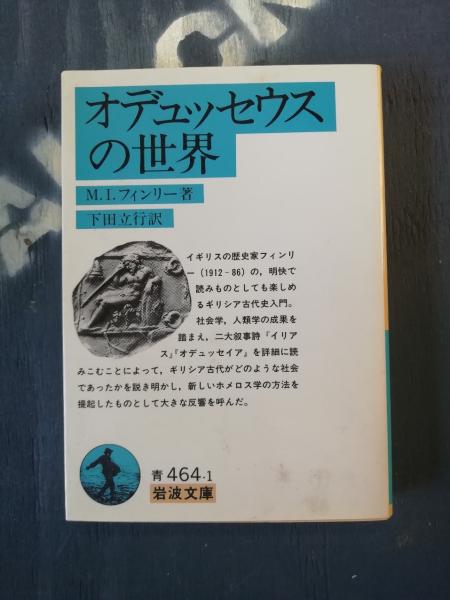 オデュッセウス
の世界
M.I.フィンリー著
下田立行訳
イギリスの歴史家フィンリ
ー(1912-86)の,明快で
読みものとしても楽しめ
るギリシア古代史入門。
社会学,人類学の成果を
踏まえ,二大叙事詩『イリア
ス』『オデュッセイア』を詳細に読
みこむことによって,ギリシア古代がどのような社会
であったかを説き明かし,新しいホメロス学の方法を
提起したものとして大きな反響を呼んだ。
青 464-1
岩波文庫